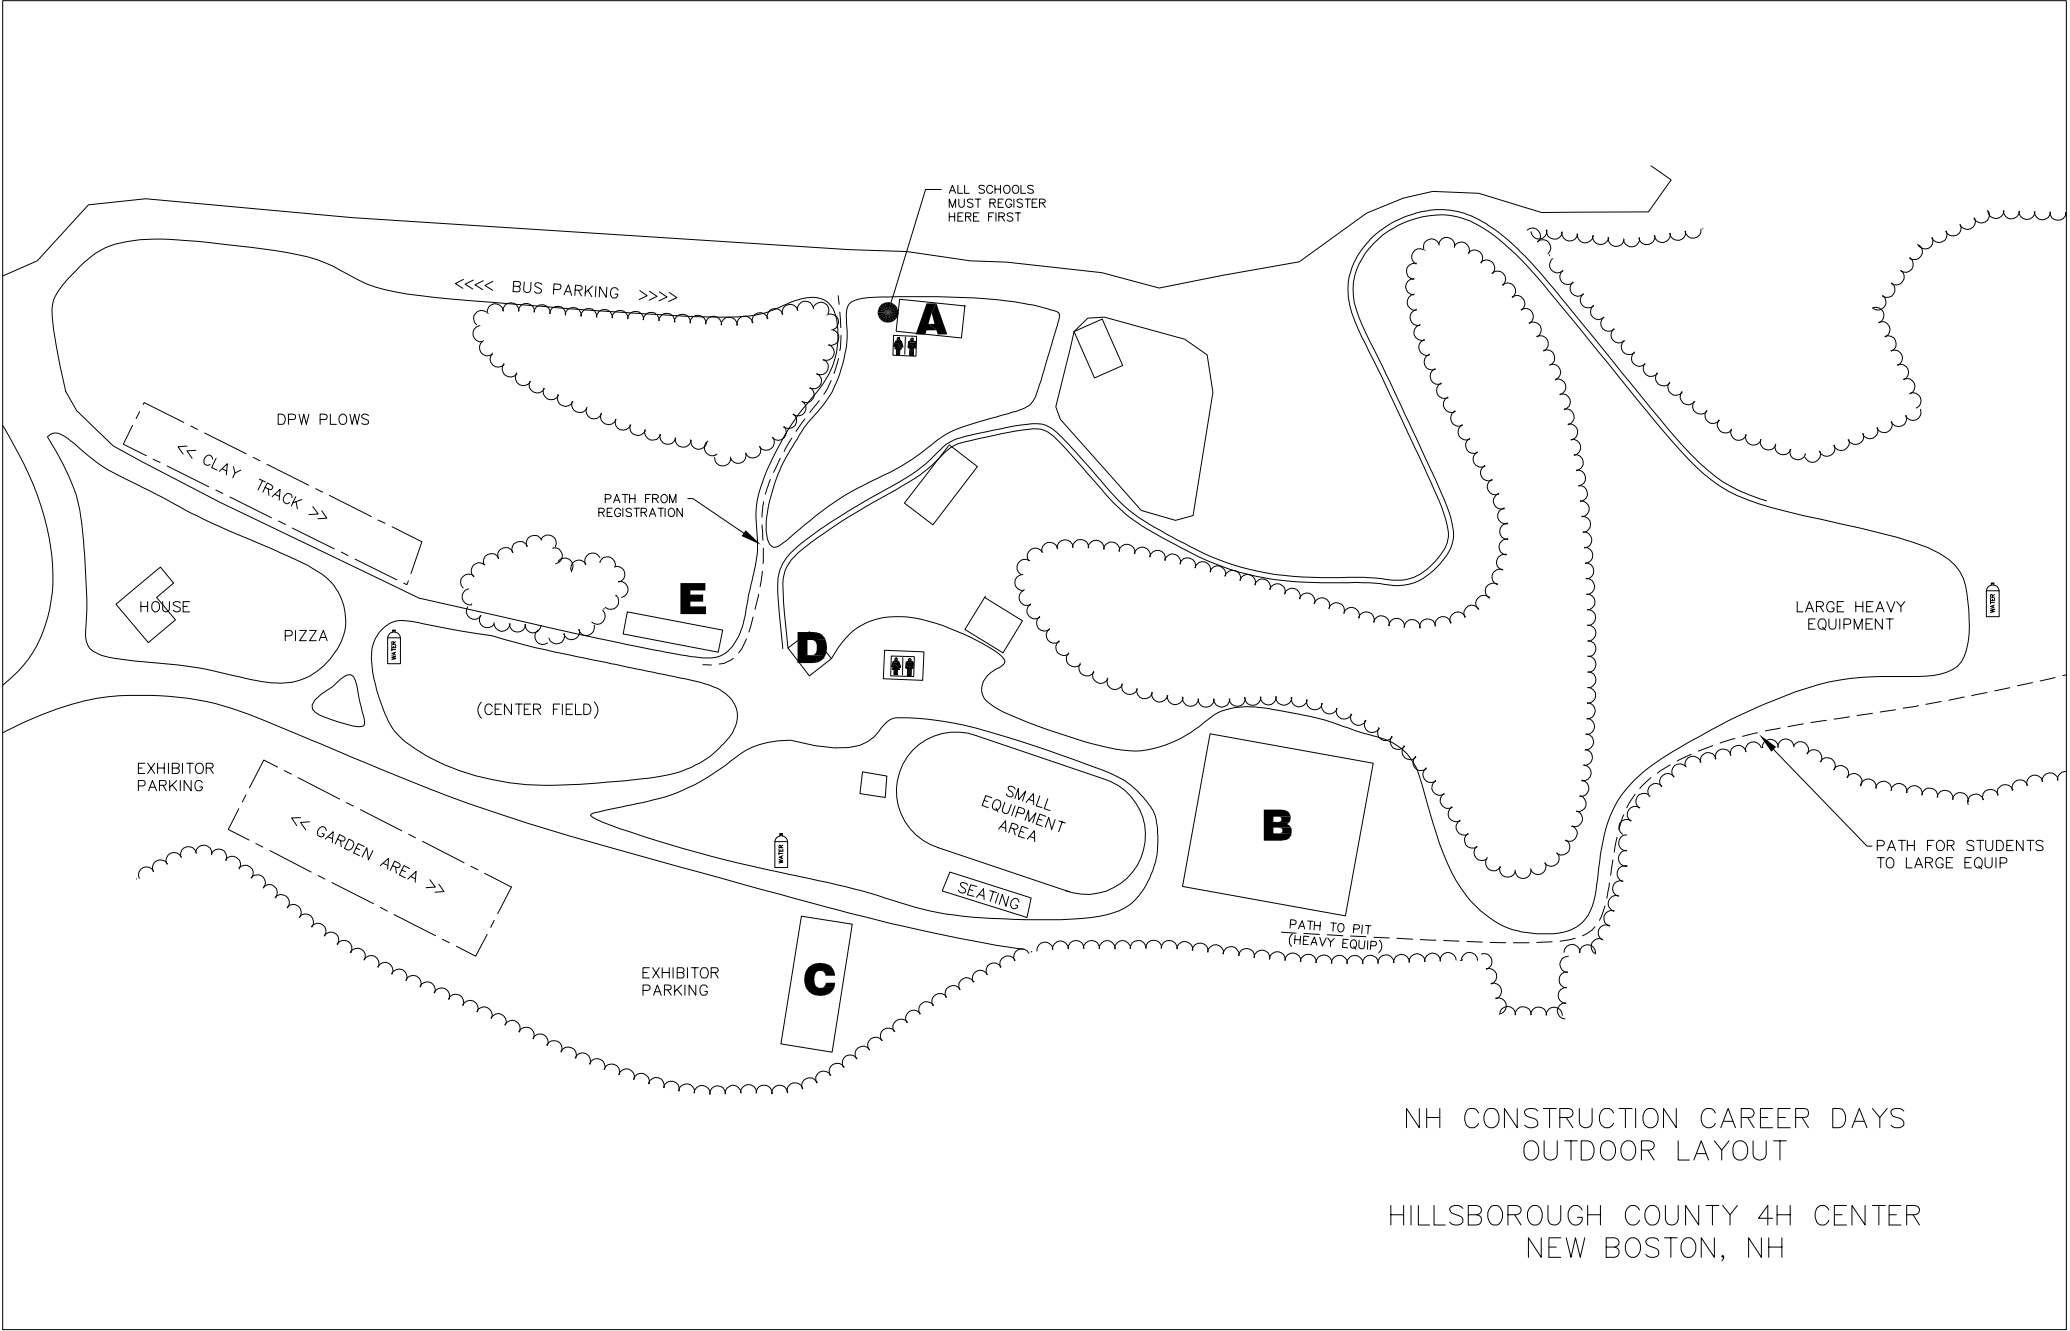 ALL SCHOOLS
MUST REGISTER
HERE FIRST
<<<< BUS PARKING >>>>
A
DPW PLOWS
<< CLAY TRACK >>
PATH FROM
REGISTRATION
E
HOUSE
PIZZA
WATER
D
(CENTER FIELD)
LARGE HEAVY
EQUIPMENT
WATER
EXHIBITOR
PARKING
<< GARDEN AREA >>
WATER
SMALL
EQUIPMENT
AREA
SEATING
B
PATH FOR STUDENTS
TO LARGE EQUIP
PATH TO PIT
(HEAVY EQUIP)
EXHIBITOR
PARKING
C
NH CONSTRUCTION CAREER DAYS
OUTDOOR LAYOUT
HILLSBOROUGH COUNTY 4H CENTER
NEW BOSTON, NH